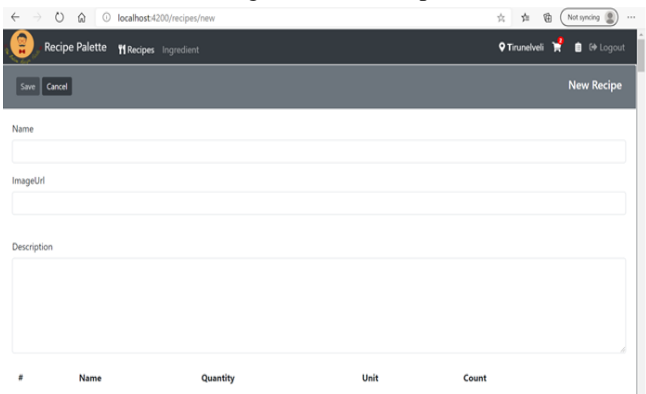 localhost:4200/recipes/new
Not syncing
Recipe Palette Recipes Ingredient Tirunelveli 2 Logout
Save Cancel New Recipe
Name
ImageUrl
Description
# Name Quantity Unit Count